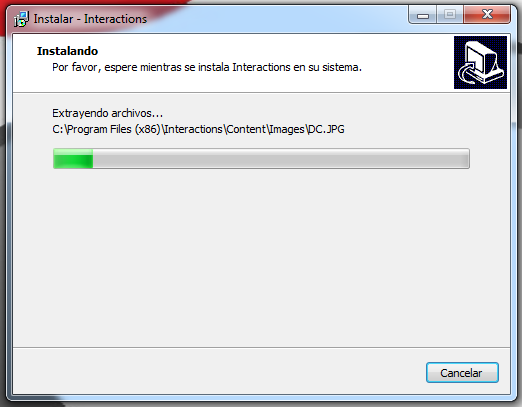 Instalar - Interactions
Instalando
Por favor, espere mientras se instala Interactions en su sistema.
Extrayendo archivos...
C:\Program Files (x86)\Interactions\Content\Images\DC.JPG
Cancelar